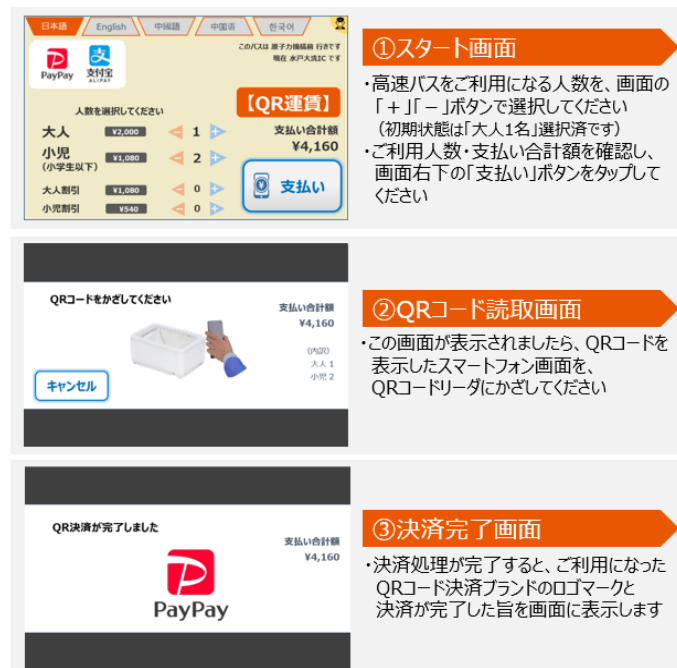 日本語
English
中國語
中国语
한국어
このバスは 原子力機構前 行きです
現在 水戸大洗IC です
PayPay
支付宝
ALIPAY
人数を選択してください
【QR運賃】
大人 ¥2,000 1
小児 ¥1,080 2
(小学生以下)
大人割引 ¥1,080 0
小児割引 ¥540 0
支払い合計額
¥4,160
支払い
①スタート画面
・高速バスをご利用になる人数を、画面の
「＋」「－」ボタンで選択してください
（初期状態は「大人1名」選択済です）
・ご利用人数・支払い合計額を確認し、
画面右下の「支払い」ボタンをタップして
ください
QRコードをかざしてください
支払い合計額
¥4,160
(内訳)
大人 1
小児 2
キャンセル
②QRコード読取画面
・この画面が表示されましたら、QRコードを
表示したスマートフォン画面を、
QRコードリーダにかざしてください
QR決済が完了しました
支払い合計額
¥4,160
PayPay
③決済完了画面
・決済処理が完了すると、ご利用になった
QRコード決済ブランドのロゴマークと
決済が完了した旨を画面に表示します